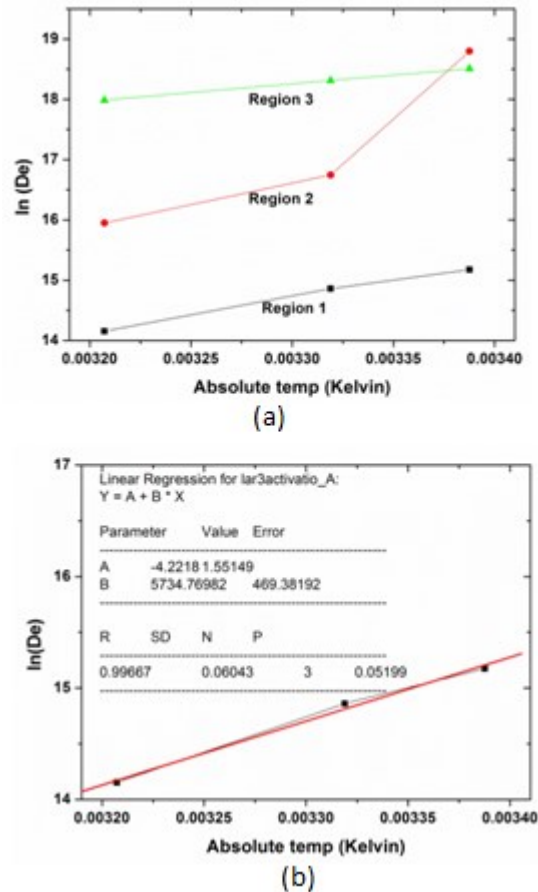 19
18
17
16
15
14
ln (De)
Region 3
Region 2
Region 1
0.00320 0.00325 0.00330 0.00335 0.00340
Absolute temp (Kelvin)
(a)
17
16
15
14
ln(De)
Linear Regression for lar3activatio_A:
Y = A + B * X
Parameter Value Error
A -4.2218 1.55149
B 5734.76982 469.38192
R SD N P
0.99667 0.06043 3 0.05199
0.00320 0.00325 0.00330 0.00335 0.00340
Absolute temp (Kelvin)
(b)